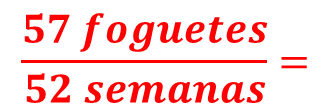 57 foguetes
52 semanas =